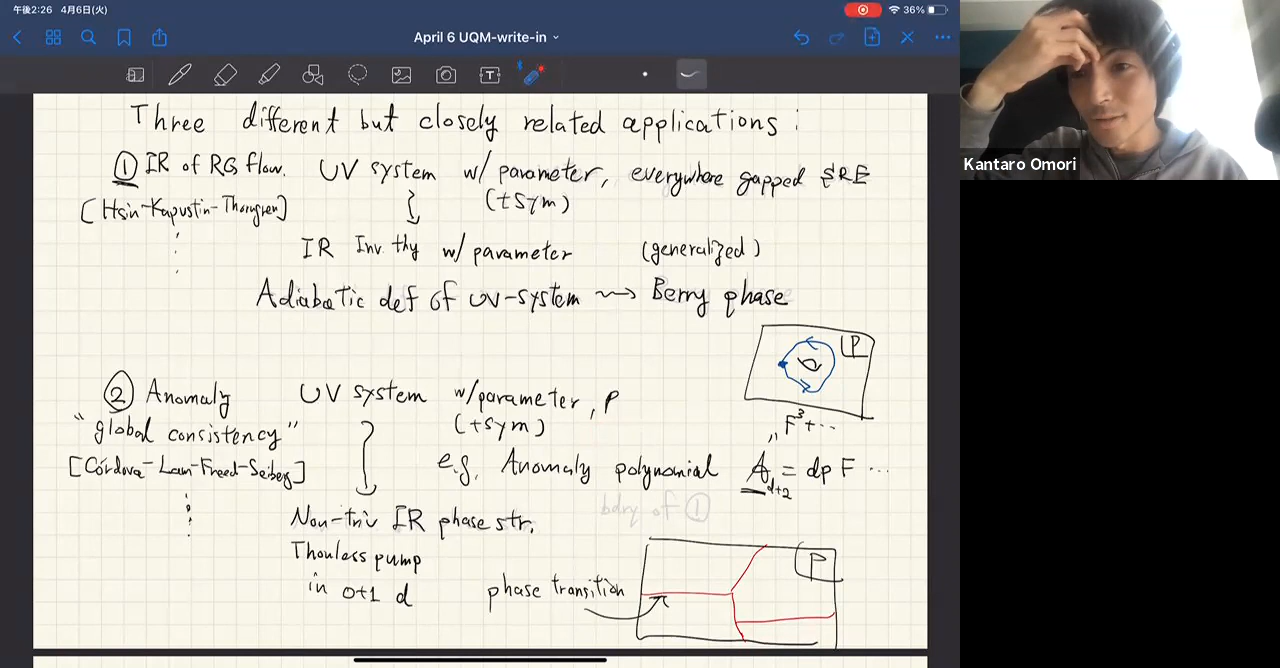 午後2:26 4月6日(火)
36%
April 6 UQM-write-in
Kantaro Omori
Three different but closely related applications :
① IR of RG flow. UV system w/ parameter, everywhere gapped & SRE
[Hsin-Kapustin-Thorngren] (+Sym)
IR Inv. thy w/ parameter (generalized)
Adiabatic def of UV-system ⇝ Berry phase
P
② Anomaly UV system w/ parameter, P
"global consistency" (+Sym) F³+…
[Córdova-Lam-Freed-Seiberg] e.g. Anomaly polynomial A_{d+2} = dp F …
bdry of ①
Non-triv IR phase str.
Thouless pump
in 0+1 d phase transition
P